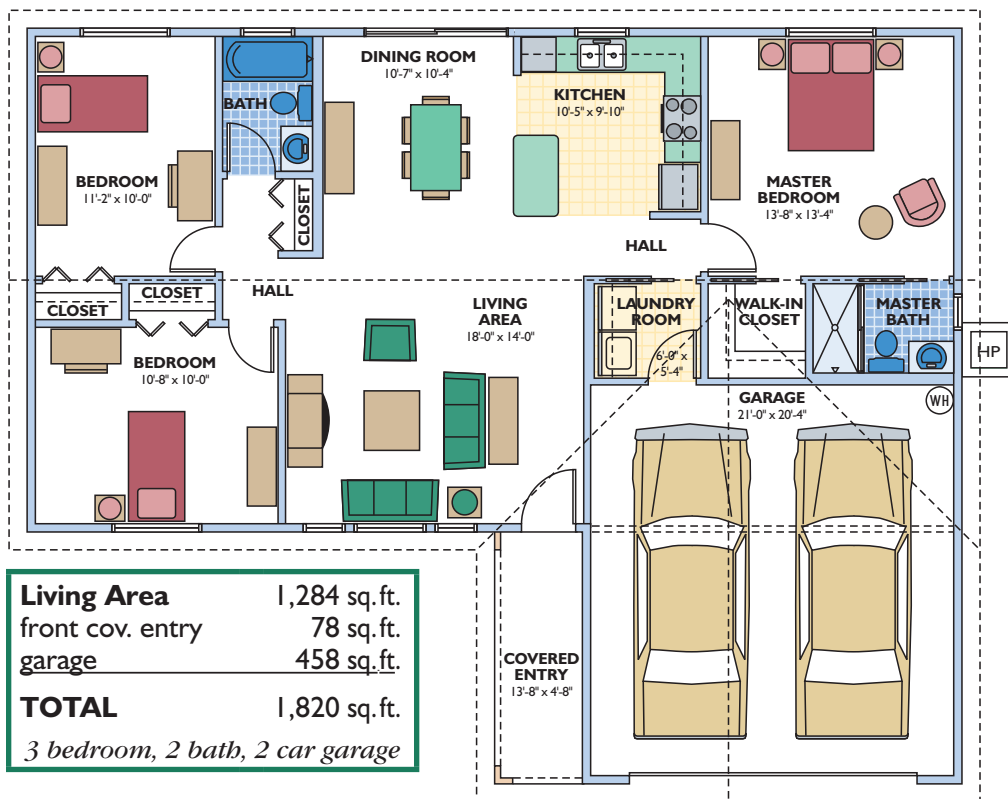 DINING ROOM
10'-7" x 10'-4"
BATH
KITCHEN
10'-5" x 9'-10"
BEDROOM
11'-2" x 10'-0"
CLOSET
MASTER
BEDROOM
13'-8" x 13'-4"
HALL
CLOSET
CLOSET
HALL
LIVING
AREA
18'-0" x 14'-0"
LAUNDRY
ROOM
6'-0" x
5'-4"
WALK-IN
CLOSET
MASTER
BATH
HP
BEDROOM
10'-8" x 10'-0"
GARAGE
21'-0" x 20'-4"
WH
COVERED
ENTRY
13'-8" x 4'-8"
Living Area 1,284 sq.ft.
front cov. entry 78 sq.ft.
garage 458 sq.ft.
TOTAL 1,820 sq.ft.
3 bedroom, 2 bath, 2 car garage